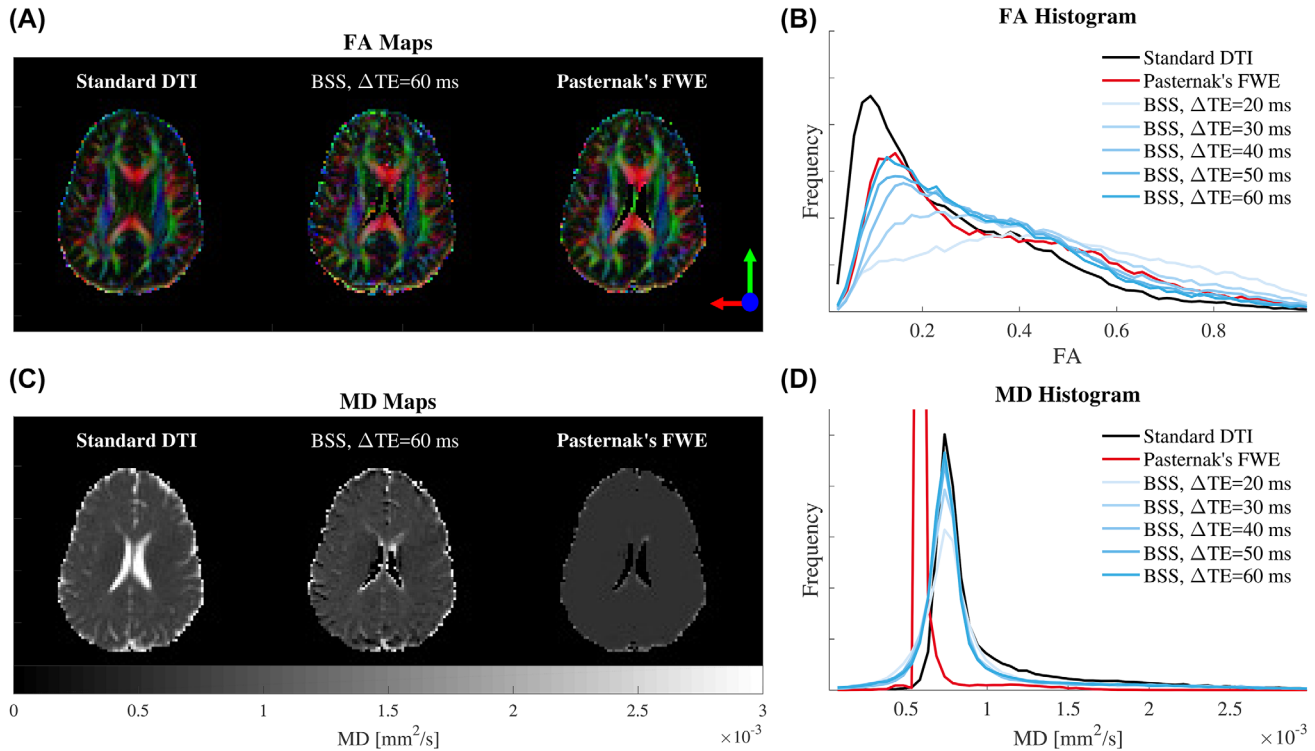 (A)
FA Maps
Standard DTI BSS, ΔTE=60 ms Pasternak's FWE
(B)
FA Histogram
Frequency
Standard DTI
Pasternak's FWE
BSS, ΔTE=20 ms
BSS, ΔTE=30 ms
BSS, ΔTE=40 ms
BSS, ΔTE=50 ms
BSS, ΔTE=60 ms
0.2 0.4 0.6 0.8
FA
(C)
MD Maps
Standard DTI BSS, ΔTE=60 ms Pasternak's FWE
0 0.5 1 1.5 2 2.5 3
MD [mm²/s] ×10⁻³
(D)
MD Histogram
Frequency
Standard DTI
Pasternak's FWE
BSS, ΔTE=20 ms
BSS, ΔTE=30 ms
BSS, ΔTE=40 ms
BSS, ΔTE=50 ms
BSS, ΔTE=60 ms
0.5 1 1.5 2 2.5
MD [mm²/s] ×10⁻³